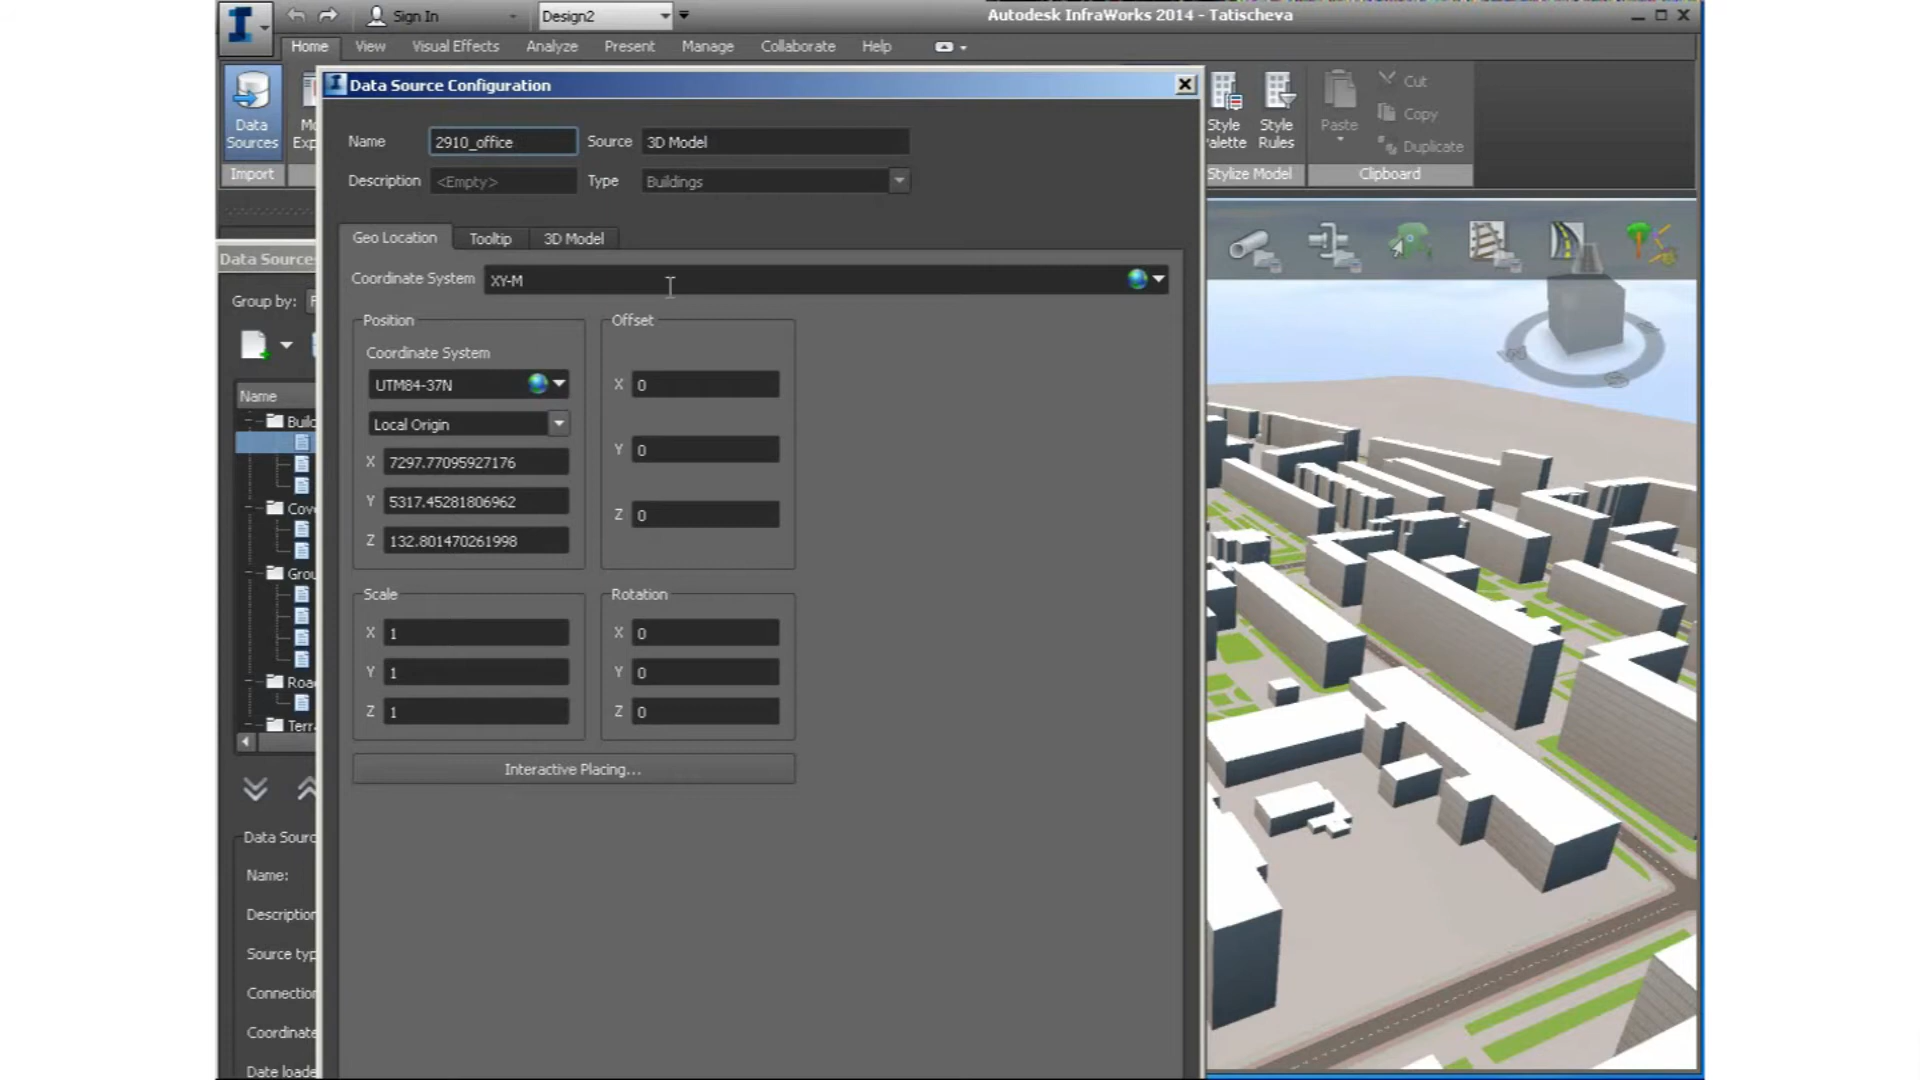 Sign In
Design2
Autodesk InfraWorks 2014 - Tatischeva
Home
View
Visual Effects
Analyze
Present
Manage
Collaborate
Help
Data
Sources
Import
Style
Style
Rules
Stylize Model
Paste
Cut
Copy
Duplicate
Clipboard
Data Source Configuration
Name
2910_office
Source
3D Model
Description
<Empty>
Type
Buildings
Geo Location
Tooltip
3D Model
Coordinate System
XY-M
Position
Coordinate System
UTM84-37N
Local Origin
X 7297.77095927176
Y 5317.45281806962
Z 132.801470261998
Offset
X 0
Y 0
Z 0
Scale
X 1
Y 1
Z 1
Rotation
X 0
Y 0
Z 0
Interactive Placing...
Group by:
Name
Name: